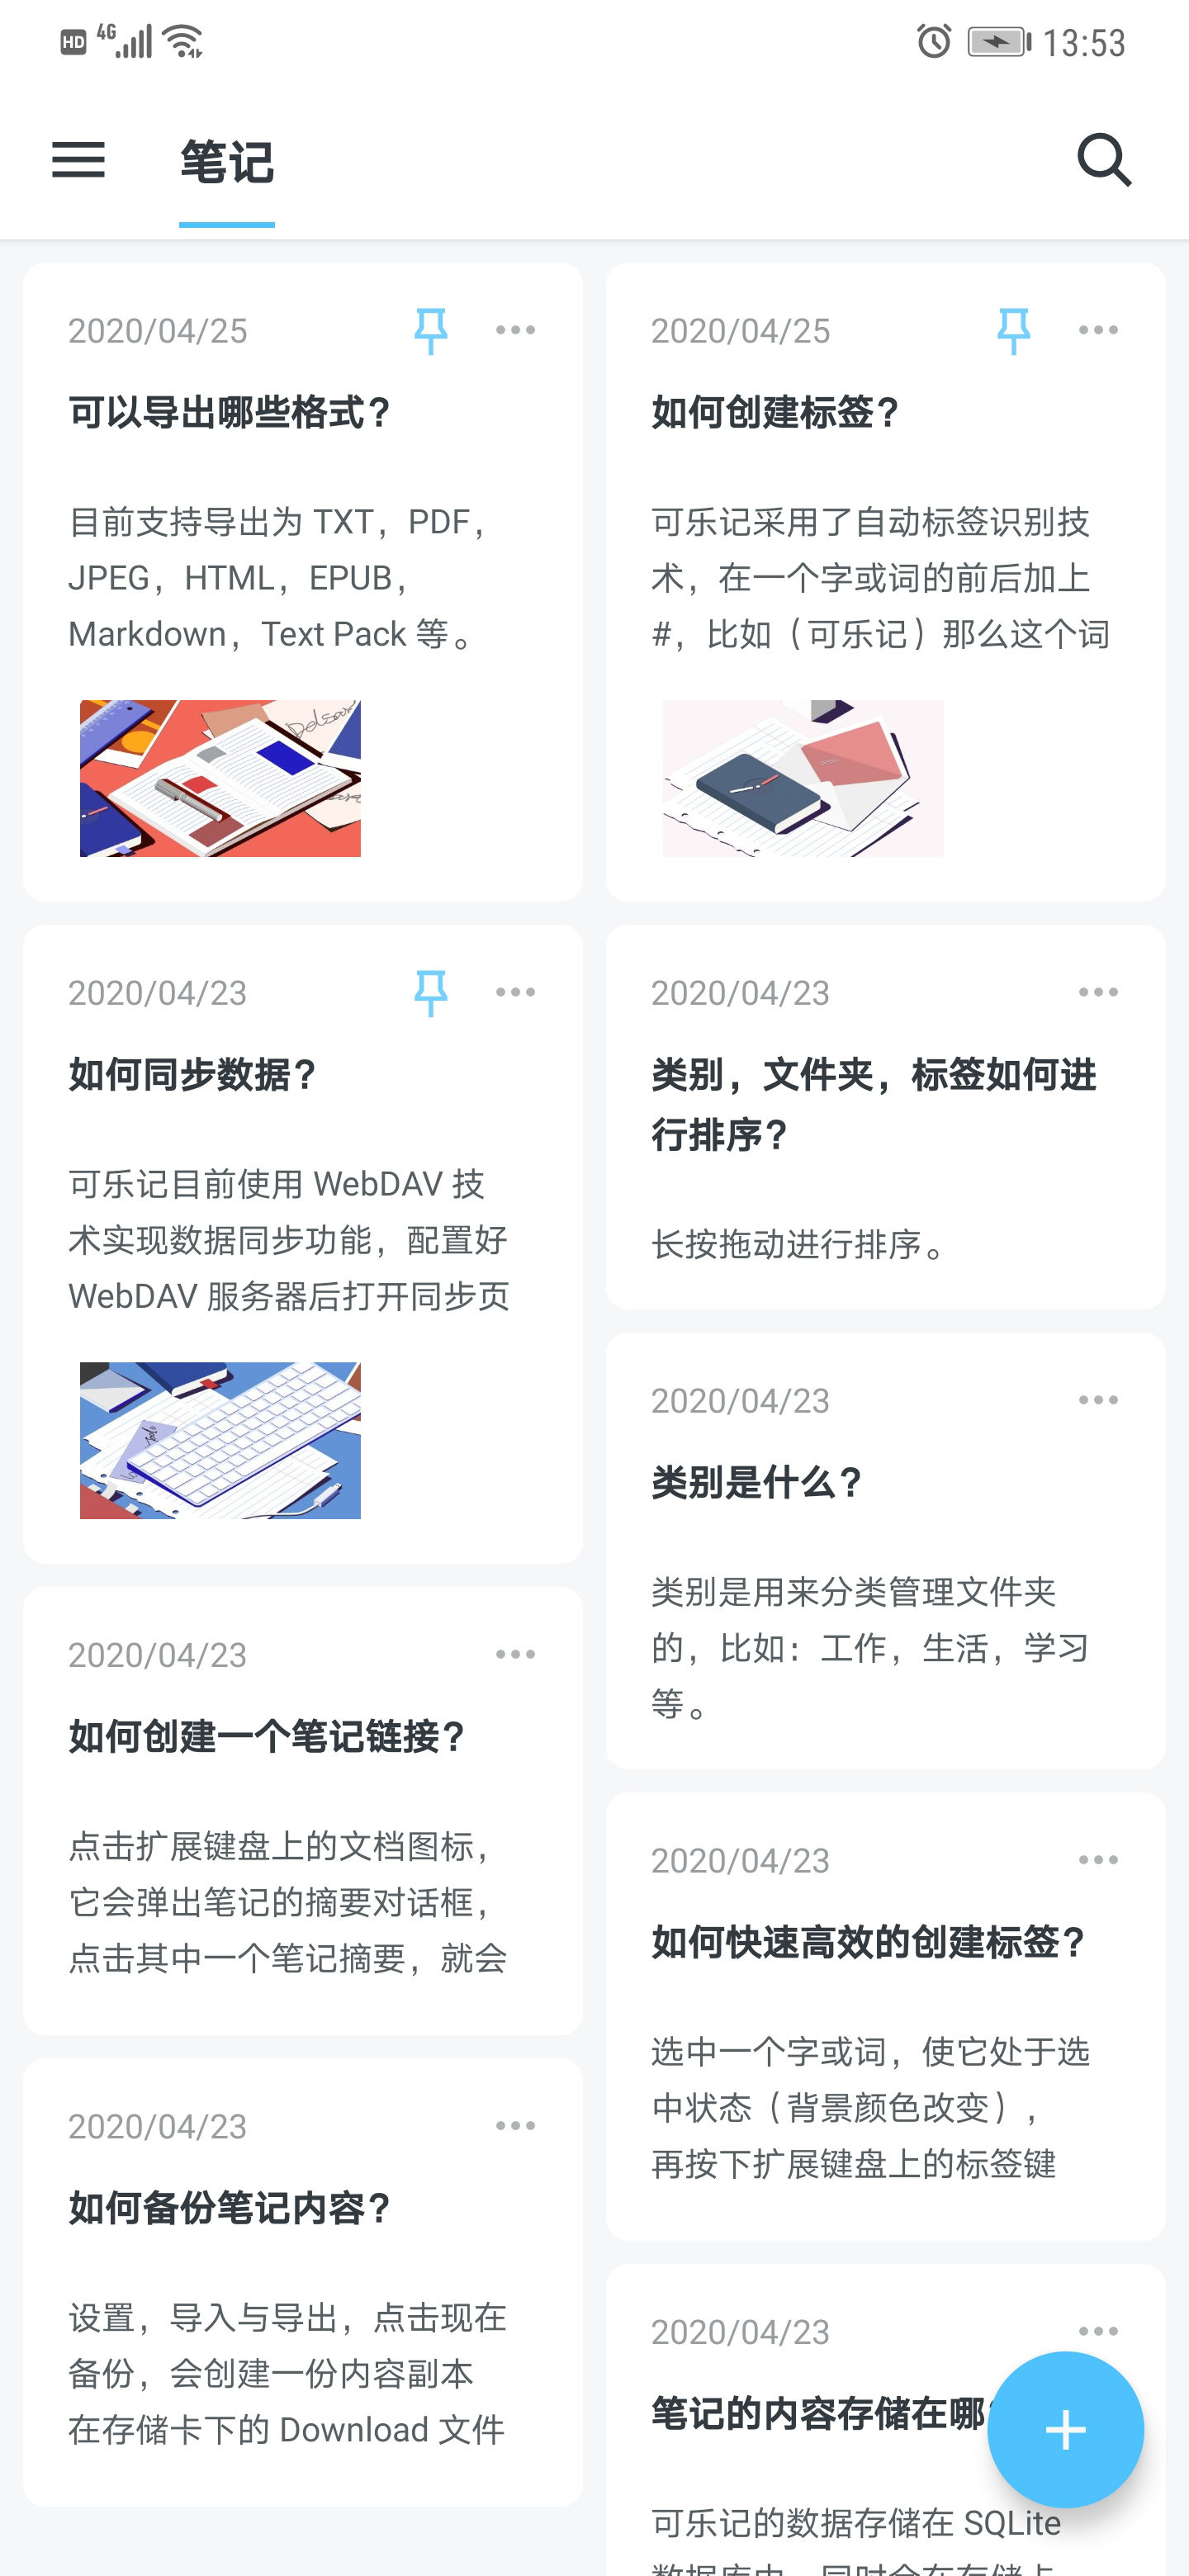 HD 4G
13:53
笔记
2020/04/25
可以导出哪些格式？
目前支持导出为 TXT，PDF，
JPEG，HTML，EPUB，
Markdown，Text Pack 等。
2020/04/25
如何创建标签？
可乐记采用了自动标签识别技
术，在一个字或词的前后加上
#，比如（可乐记）那么这个词
2020/04/23
如何同步数据？
可乐记目前使用 WebDAV 技
术实现数据同步功能，配置好
WebDAV 服务器后打开同步页
2020/04/23
类别，文件夹，标签如何进
行排序？
长按拖动进行排序。
2020/04/23
类别是什么？
类别是用来分类管理文件夹
的，比如：工作，生活，学习
等。
2020/04/23
如何创建一个笔记链接？
点击扩展键盘上的文档图标，
它会弹出笔记的摘要对话框，
点击其中一个笔记摘要，就会
2020/04/23
如何快速高效的创建标签？
选中一个字或词，使它处于选
中状态（背景颜色改变），
再按下扩展键盘上的标签键
2020/04/23
如何备份笔记内容？
设置，导入与导出，点击现在
备份，会创建一份内容副本
在存储卡下的 Download 文件
2020/04/23
笔记的内容存储在哪
可乐记的数据存储在 SQLite
数据库中，同时会在存储卡